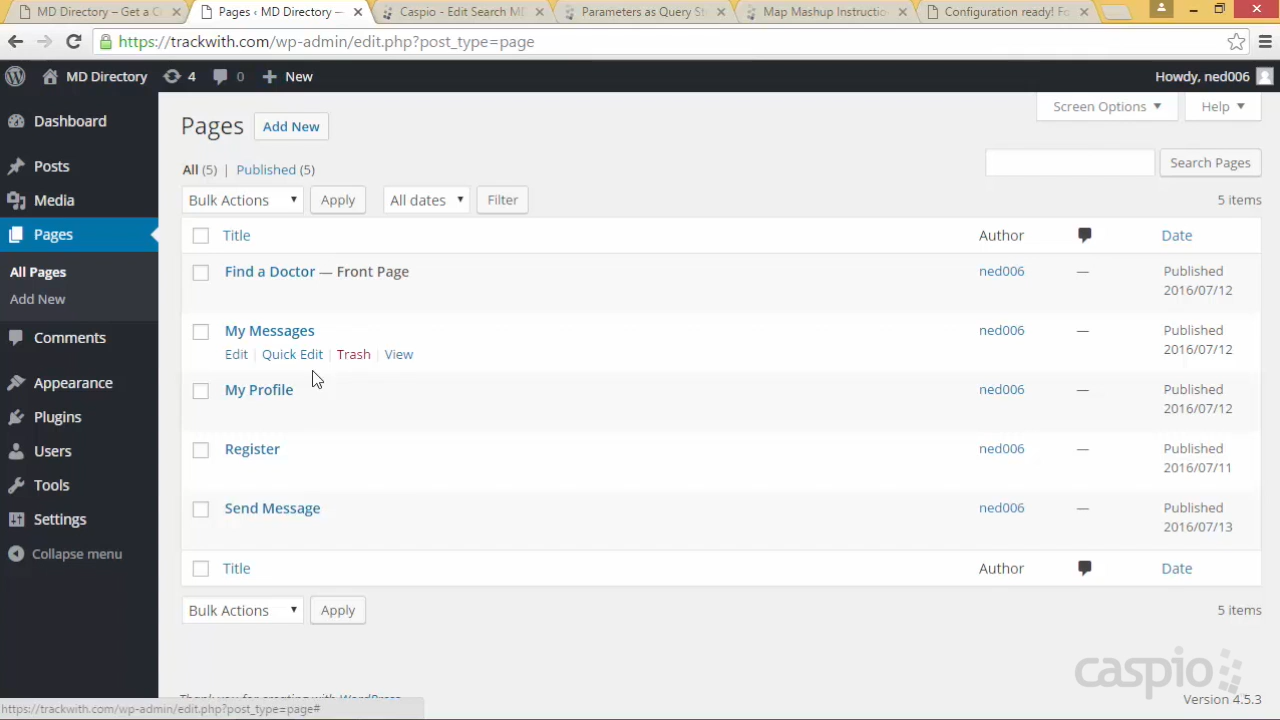 MD Directory – Get a C
Pages ‹ MD Directory —
Caspio - Edit Search MD
Parameters as Query St
Map Mashup Instructio
Configuration ready! Fo
https://trackwith.com/wp-admin/edit.php?post_type=page
MD Directory 4 0 New Howdy, ned006
Screen Options Help
Dashboard
Posts
Media
Pages
All Pages
Add New
Comments
Appearance
Plugins
Users
Tools
Settings
Collapse menu
Pages Add New
All (5) | Published (5)
Search Pages
Bulk Actions Apply All dates Filter 5 items
Title Author Date
Find a Doctor — Front Page ned006 — Published
2016/07/12
My Messages ned006 — Published
Edit | Quick Edit | Trash | View 2016/07/12
My Profile ned006 — Published
2016/07/12
Register ned006 — Published
2016/07/11
Send Message ned006 — Published
2016/07/13
Title Author Date
Bulk Actions Apply 5 items
caspio
Thank you for creating with WordPress.
Version 4.5.3
https://trackwith.com/wp-admin/edit.php?post_type=page#